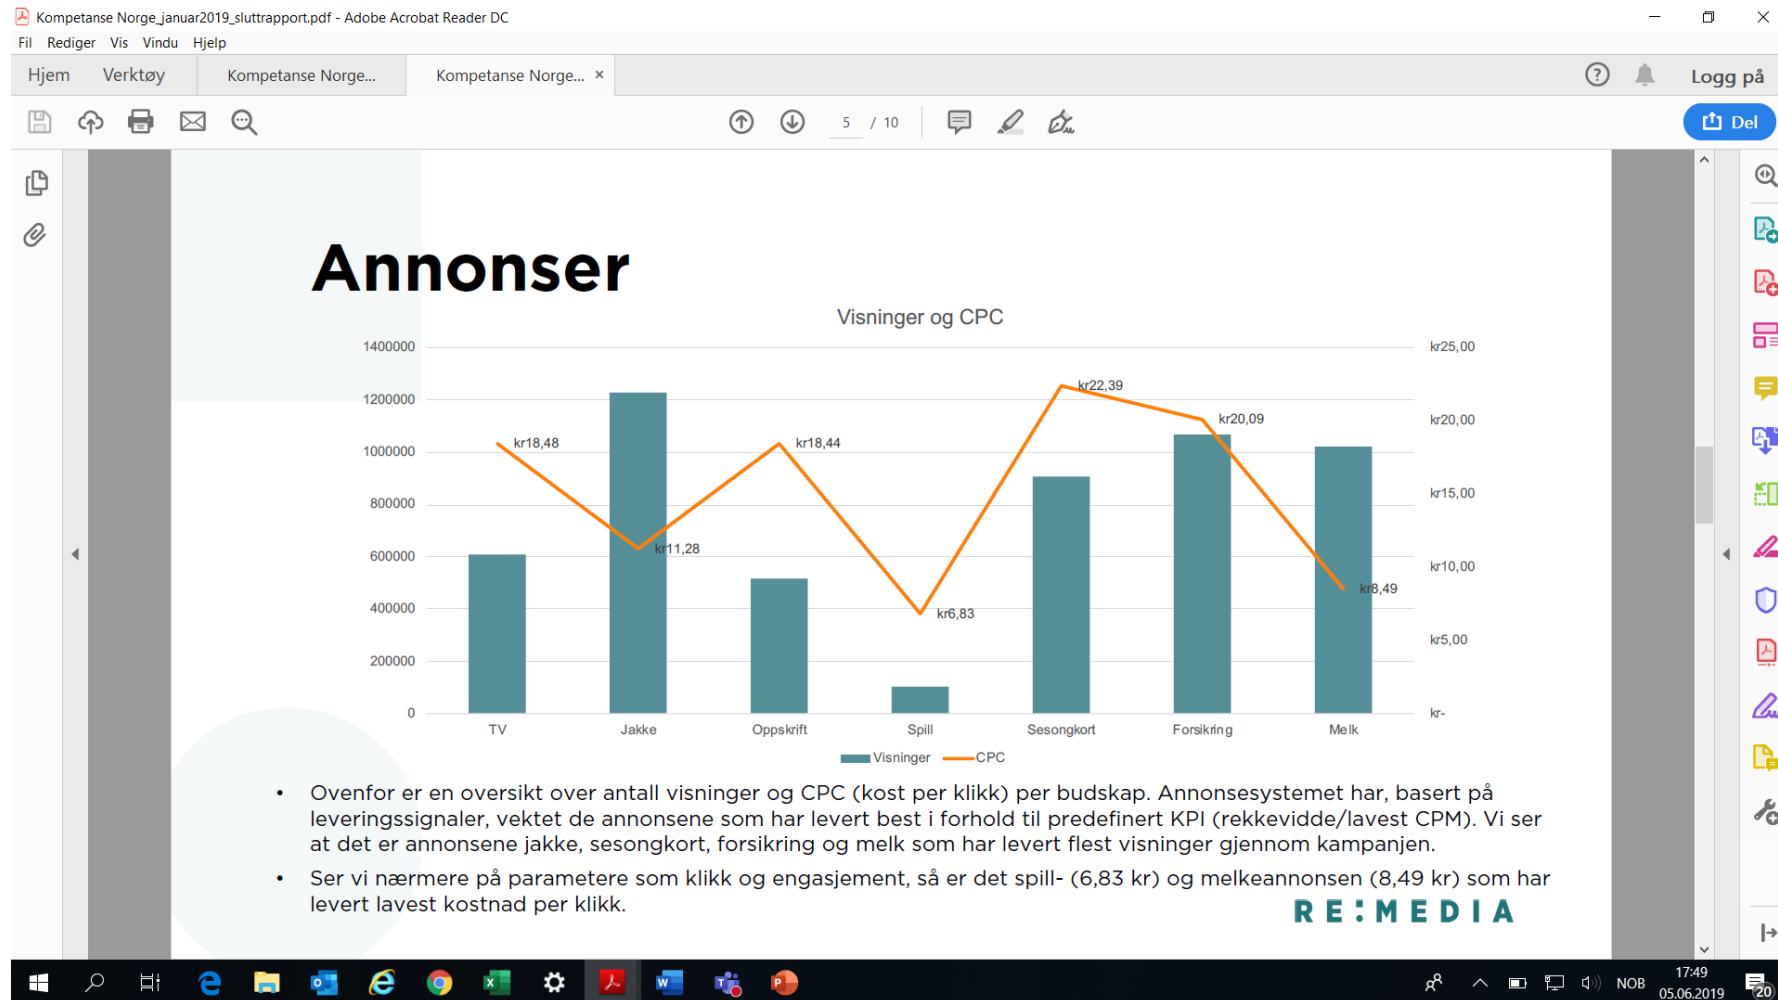 Kompetanse Norge_januar2019_sluttrapport.pdf - Adobe Acrobat Reader DC
Fil Rediger Vis Vindu Hjelp
Hjem Verktøy Kompetanse Norge... Kompetanse Norge... × Logg på
5 / 10 Del
Annonser
Visninger og CPC
1400000 kr25,00
kr22,39
1200000 kr20,09 kr20,00
kr18,48 kr18,44
1000000
800000 kr15,00
600000 kr11,28
kr10,00
kr8,49
400000 kr6,83
kr5,00
200000
0 kr-
TV Jakke Oppskrift Spill Sesongkort Forsikring Melk
Visninger CPC
• Ovenfor er en oversikt over antall visninger og CPC (kost per klikk) per budskap. Annonsesystemet har, basert på
leveringssignaler, vektet de annonsene som har levert best i forhold til predefinert KPI (rekkevidde/lavest CPM). Vi ser
at det er annonsene jakke, sesongkort, forsikring og melk som har levert flest visninger gjennom kampanjen.
• Ser vi nærmere på parametere som klikk og engasjement, så er det spill- (6,83 kr) og melkeannonsen (8,49 kr) som har
levert lavest kostnad per klikk.
RE:MEDIA
NOB 17:49
05.06.2019 20